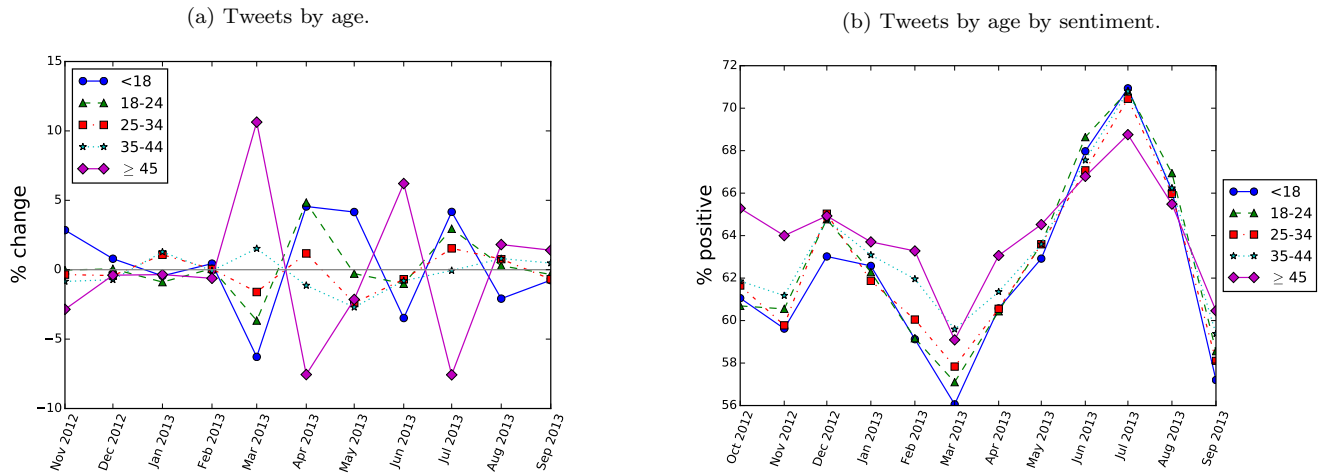 (a) Tweets by age.
15
10
5
0
−5
−10
% change
<18
18-24
25-34
35-44
≥ 45
Nov 2012
Dec 2012
Jan 2013
Feb 2013
Mar 2013
Apr 2013
May 2013
Jun 2013
Jul 2013
Aug 2013
Sep 2013
(b) Tweets by age by sentiment.
72
70
68
66
64
62
60
58
56
% positive
<18
18-24
25-34
35-44
≥ 45
Oct 2012
Nov 2012
Dec 2012
Jan 2013
Feb 2013
Mar 2013
Apr 2013
May 2013
Jun 2013
Jul 2013
Aug 2013
Sep 2013